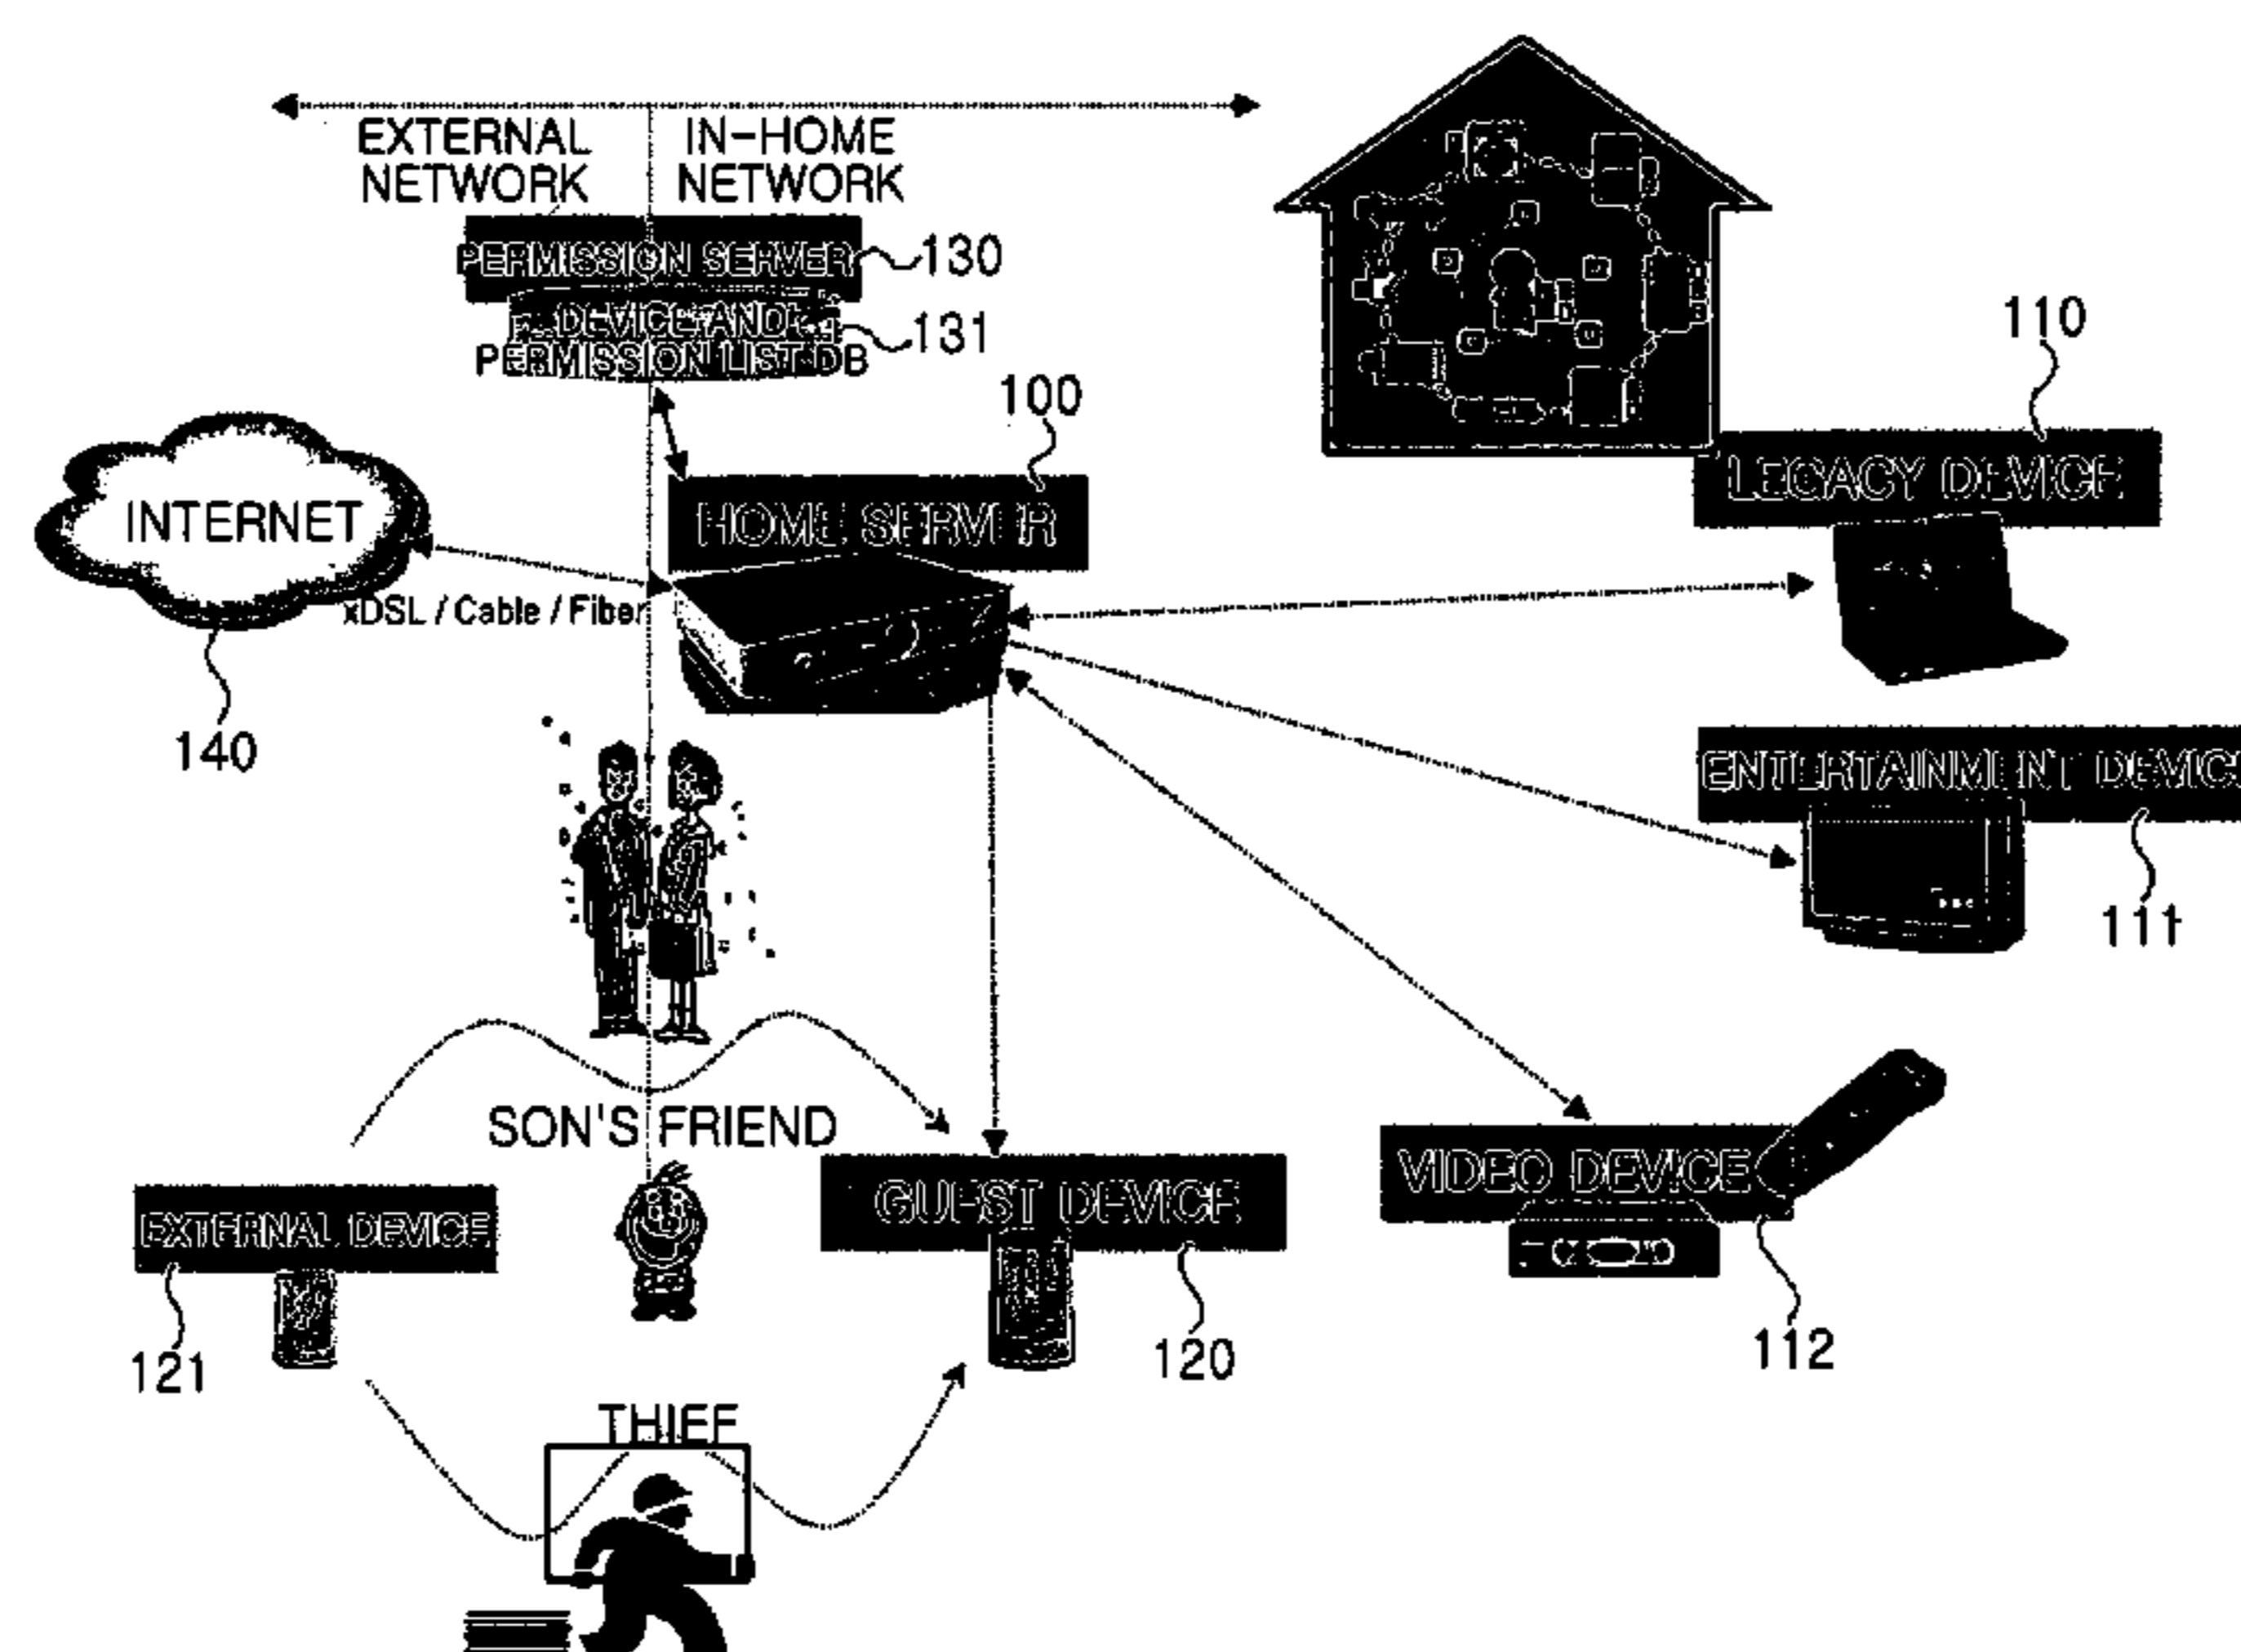 EXTERNAL
NETWORK
IN-HOME
NETWORK
PERMISSION SERVER
130
DEVICE AND
PERMISSION LIST DB
131
100
HOME SERVER
110
LEGACY DEVICE
INTERNET
xDSL / Cable / Fiber
140
ENTERTAINMENT DEVIC
111
SON'S FRIEND
EXTERNAL DEVICE
121
GUEST DEVICE
120
VIDEO DEVICE
112
THIEF